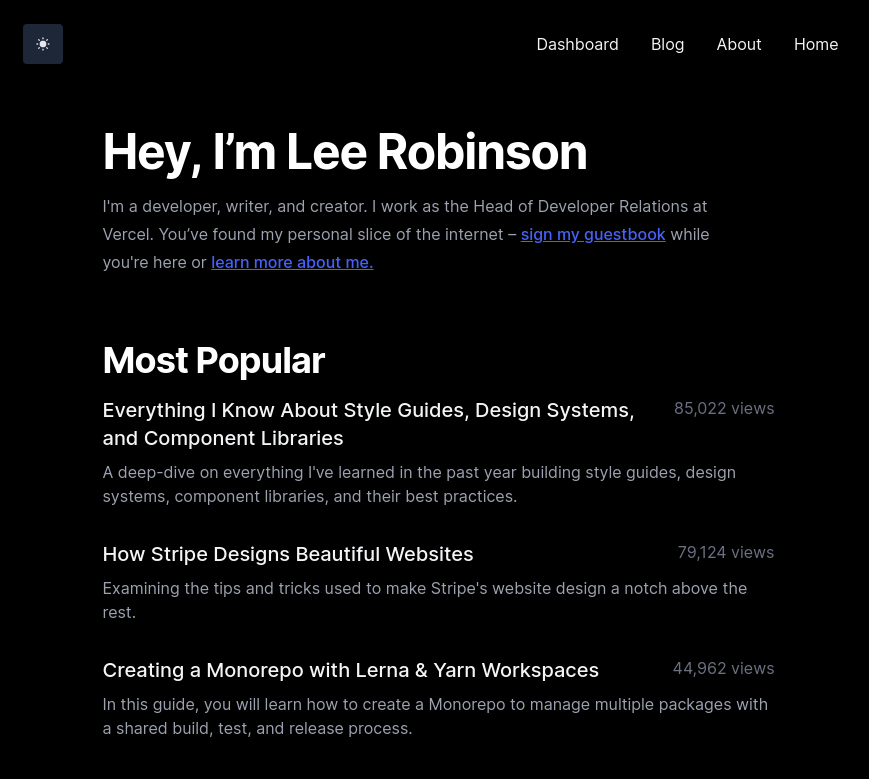 Dashboard Blog About Home
Hey, I’m Lee Robinson
I'm a developer, writer, and creator. I work as the Head of Developer Relations at
Vercel. You’ve found my personal slice of the internet – sign my guestbook while
you're here or learn more about me.
Most Popular
Everything I Know About Style Guides, Design Systems, 85,022 views
and Component Libraries
A deep-dive on everything I've learned in the past year building style guides, design
systems, component libraries, and their best practices.
How Stripe Designs Beautiful Websites 79,124 views
Examining the tips and tricks used to make Stripe's website design a notch above the
rest.
Creating a Monorepo with Lerna & Yarn Workspaces 44,962 views
In this guide, you will learn how to create a Monorepo to manage multiple packages with
a shared build, test, and release process.